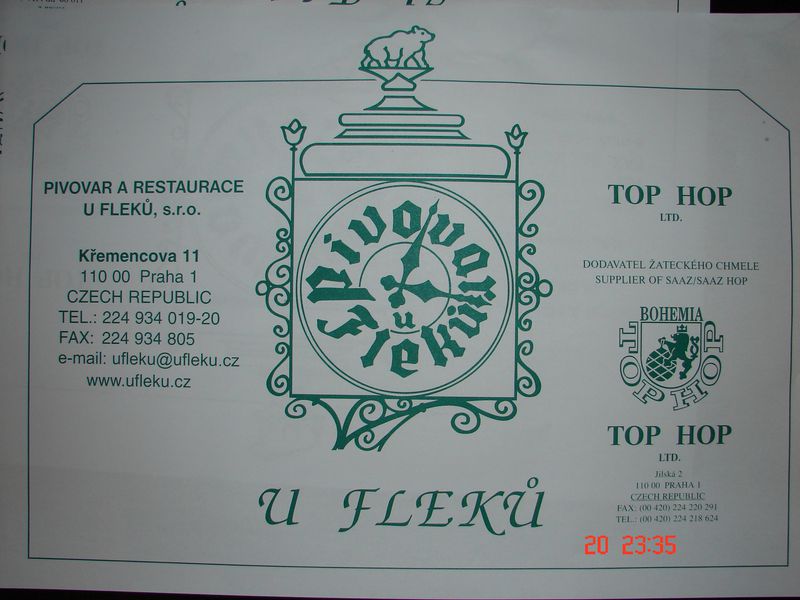 PIVOVAR A RESTAURACE
U FLEKŮ, s.r.o.
Křemencova 11
110 00 Praha 1
CZECH REPUBLIC
TEL.: 224 934 019-20
FAX: 224 934 805
e-mail: ufleku@ufleku.cz
www.ufleku.cz
pivovar
u
Fleků
U FLEKŮ
TOP HOP
LTD.
DODAVATEL ŽATECKÉHO CHMELE
SUPPLIER OF SAAZ/SAAZ HOP
BOHEMIA
TOP HOP
TOP HOP
LTD.
Jilská 2
110 00 PRAHA 1
CZECH REPUBLIC
FAX: (00 420) 224 220 291
TEL.: (00 420) 224 218 624
20 23:35